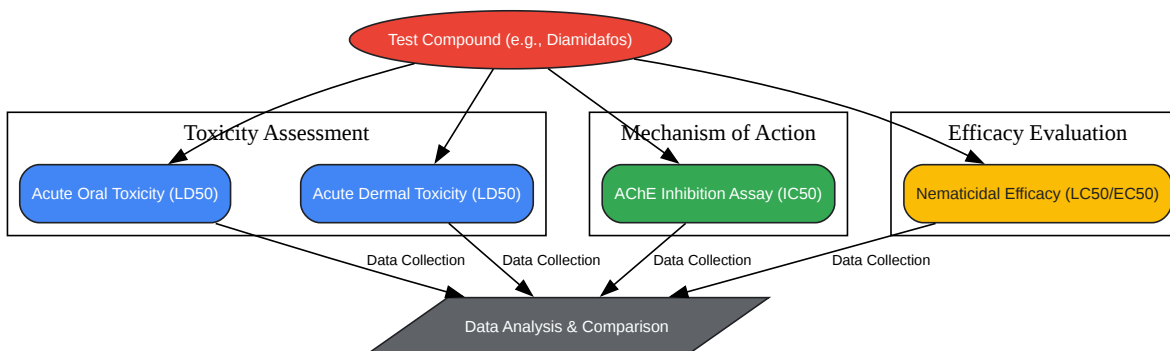 Test Compound (e.g., Diamidafos)
Toxicity Assessment
Mechanism of Action
Efficacy Evaluation
Acute Oral Toxicity (LD50)
Acute Dermal Toxicity (LD50)
AChE Inhibition Assay (IC50)
Nematicidal Efficacy (LC50/EC50)
Data Collection
Data Collection
Data Collection
Data Collection
Data Analysis & Comparison